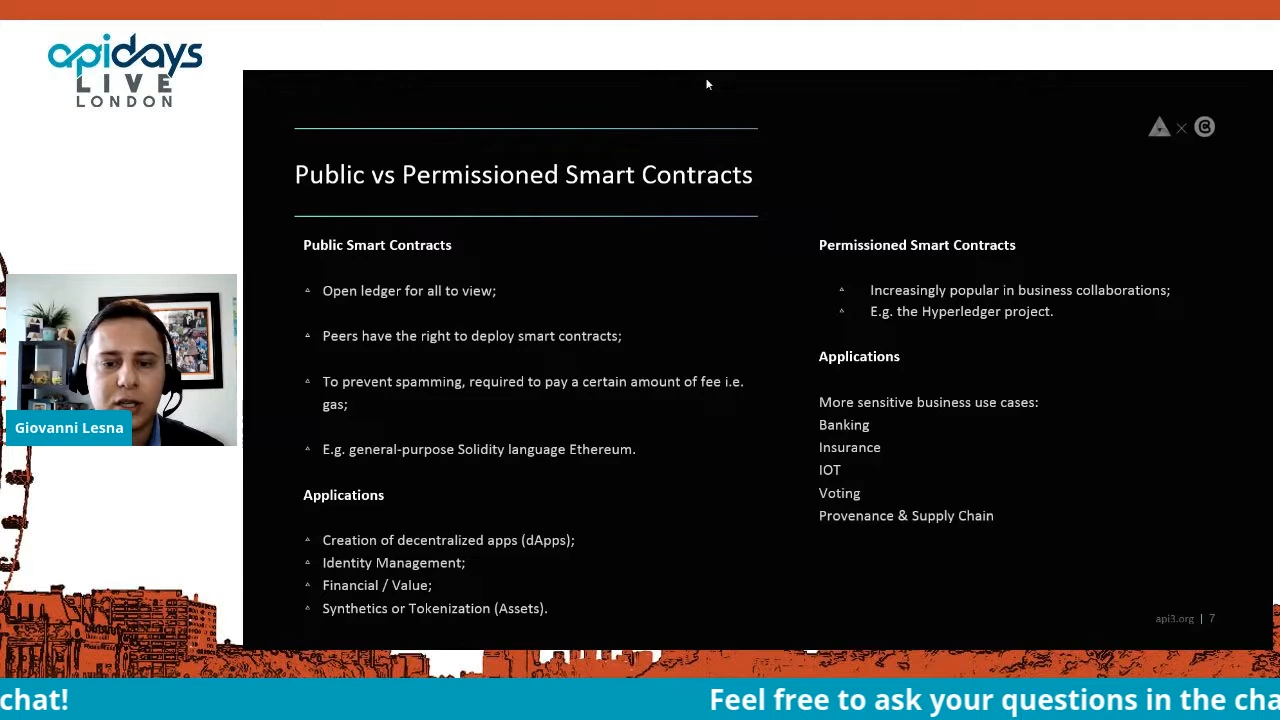 apidays
LIVE
LONDON
Public vs Permissioned Smart Contracts
Public Smart Contracts
Open ledger for all to view;
Peers have the right to deploy smart contracts;
To prevent spamming, required to pay a certain amount of fee i.e.
gas;
E.g. general-purpose Solidity language Ethereum.
Applications
Creation of decentralized apps (dApps);
Identity Management;
Financial / Value;
Synthetics or Tokenization (Assets).
Permissioned Smart Contracts
Increasingly popular in business collaborations;
E.g. the Hyperledger project.
Applications
More sensitive business use cases:
Banking
Insurance
IOT
Voting
Provenance & Supply Chain
api3.org | 7
Giovanni Lesna
chat!
Feel free to ask your questions in the cha